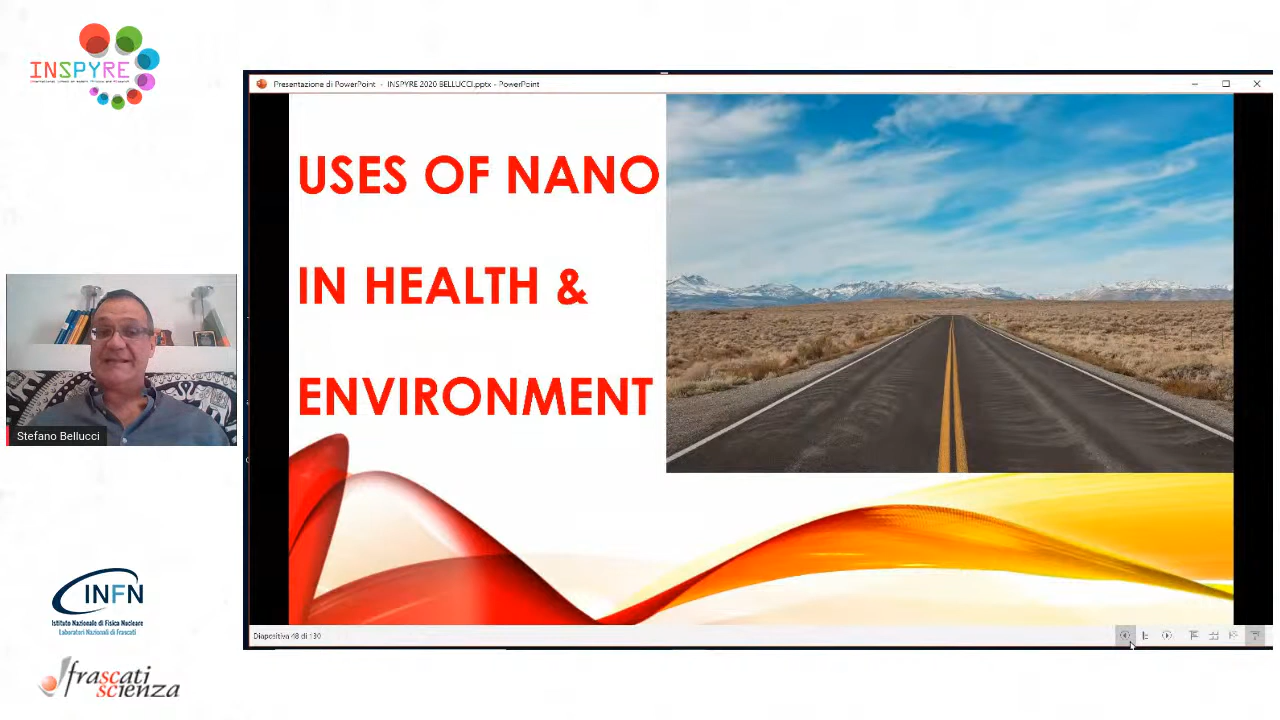 INSPYRE
Presentazione di PowerPoint - INSPYRE 2020 BELLUCCI.pptx - PowerPoint
USES OF NANO
IN HEALTH &
ENVIRONMENT
Stefano Bellucci
INFN
Istituto Nazionale di Fisica Nucleare
Laboratori Nazionali di Frascati
frascati
scienza
Diapositiva 48 di 130